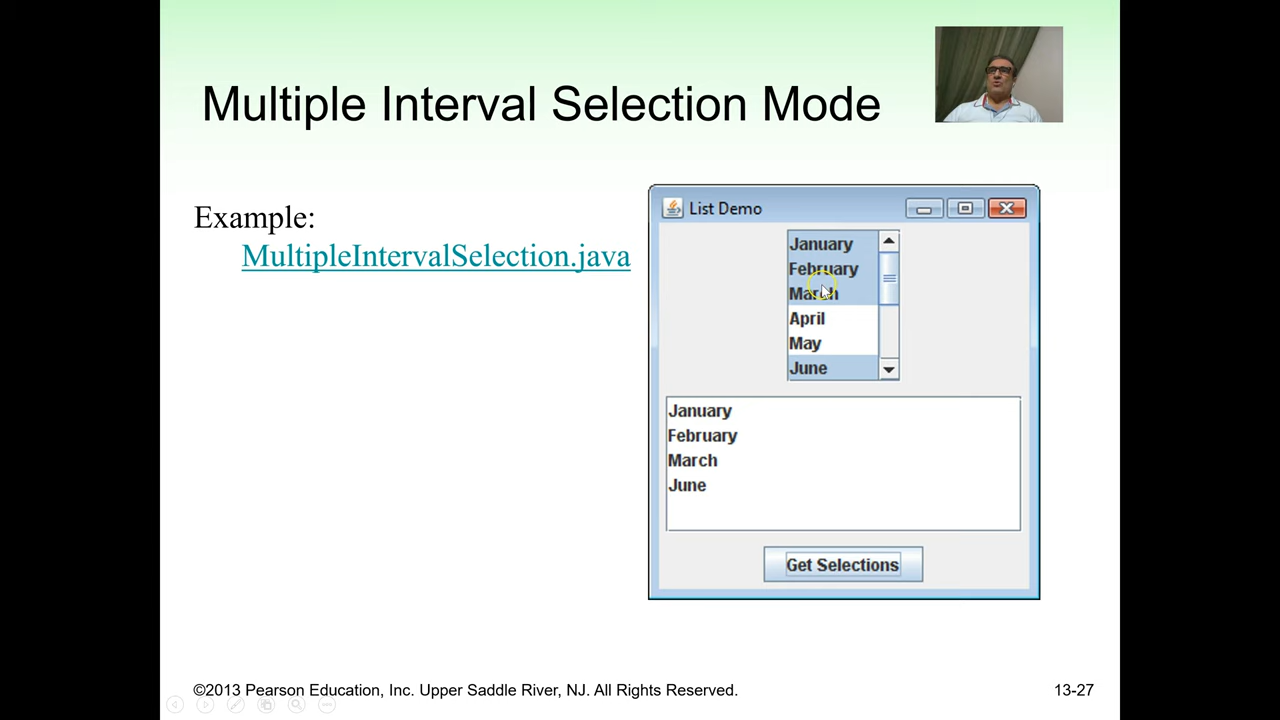 Multiple Interval Selection Mode
Example:
MultipleIntervalSelection.java
List Demo
January
February
March
April
May
June
January
February
March
June
Get Selections
©2013 Pearson Education, Inc. Upper Saddle River, NJ. All Rights Reserved.
13-27